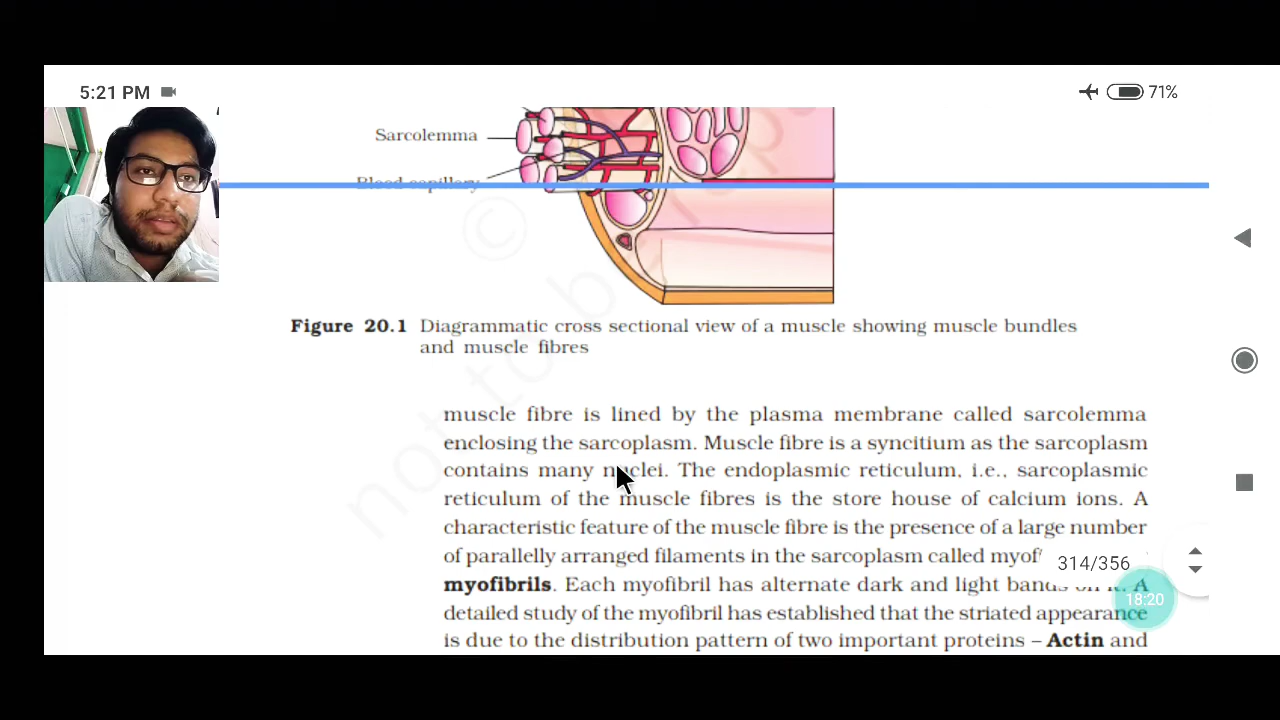 5:21 PM
71%
Sarcolemma
Blood capillary
Figure 20.1 Diagrammatic cross sectional view of a muscle showing muscle bundles
and muscle fibres
muscle fibre is lined by the plasma membrane called sarcolemma
enclosing the sarcoplasm. Muscle fibre is a syncitium as the sarcoplasm
contains many nuclei. The endoplasmic reticulum, i.e., sarcoplasmic
reticulum of the muscle fibres is the store house of calcium ions. A
characteristic feature of the muscle fibre is the presence of a large number
of parallelly arranged filaments in the sarcoplasm called
314/356
myofibrils. Each myofibril has alternate dark and light bands on it. A
18:20
detailed study of the myofibril has established that the striated appearance
is due to the distribution pattern of two important proteins – Actin and
© not to b